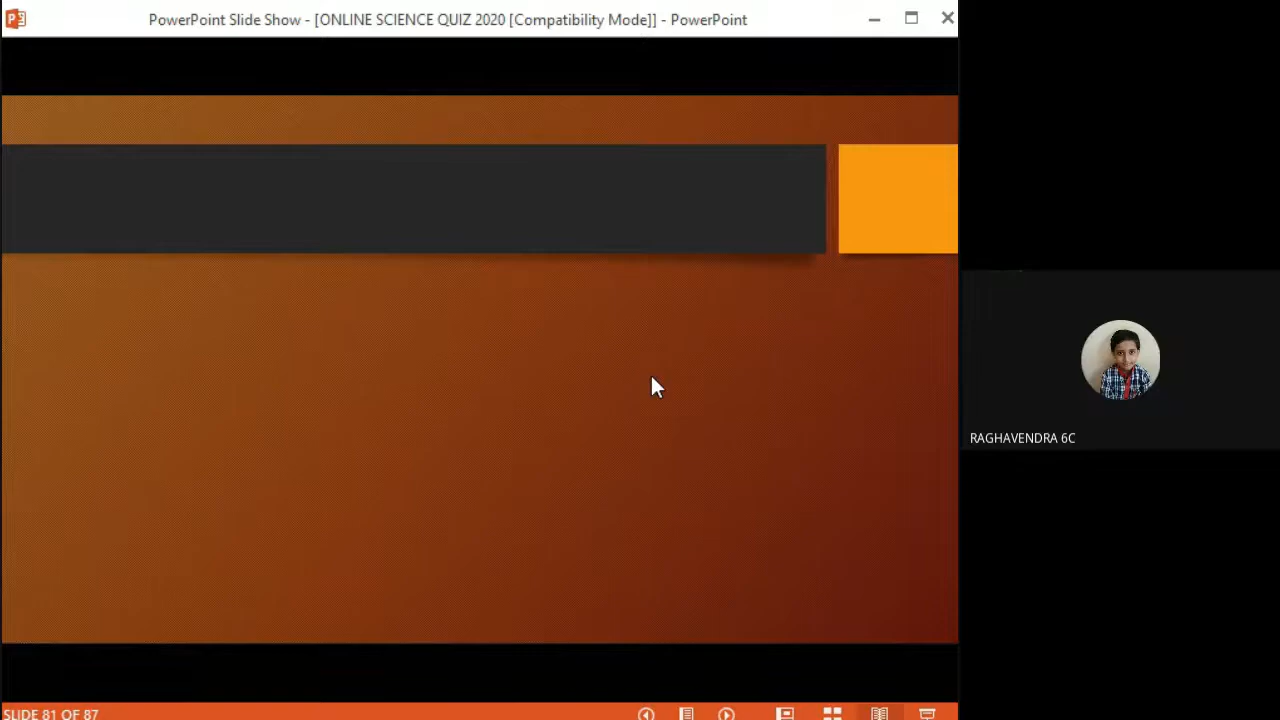 PowerPoint Slide Show - [ONLINE SCIENCE QUIZ 2020 [Compatibility Mode]] - PowerPoint
RAGHAVENDRA 6C
SLIDE 81 OF 87